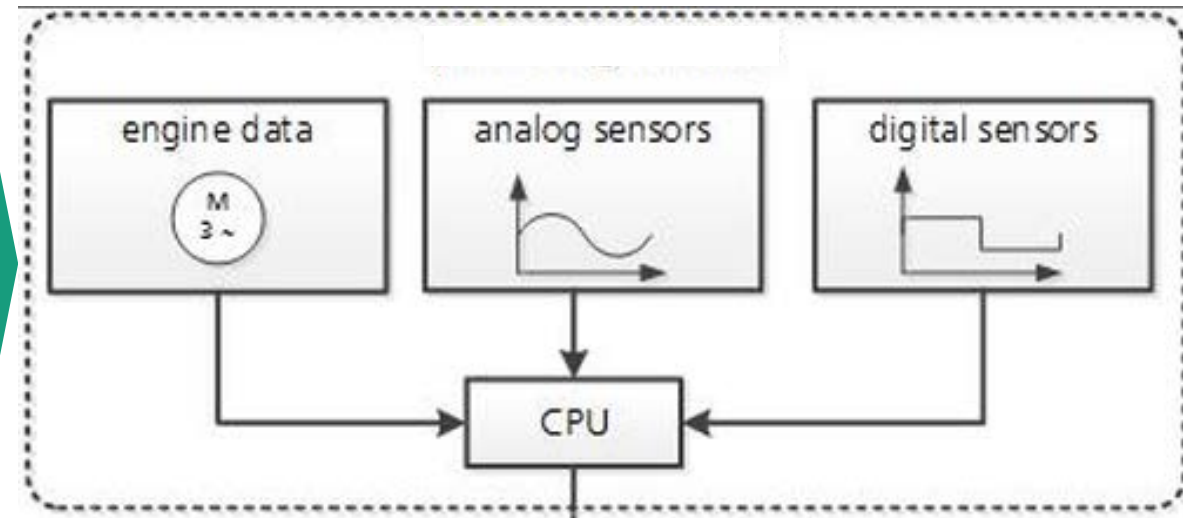 engine data
M
3 ~
analog sensors
digital sensors
CPU